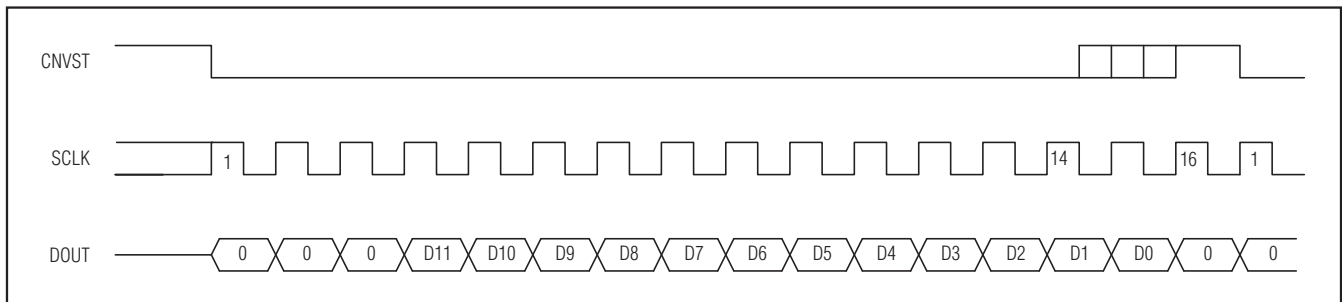 CNVST
SCLK 1 14 16 1
DOUT 0 0 0 D11 D10 D9 D8 D7 D6 D5 D4 D3 D2 D1 D0 0 0